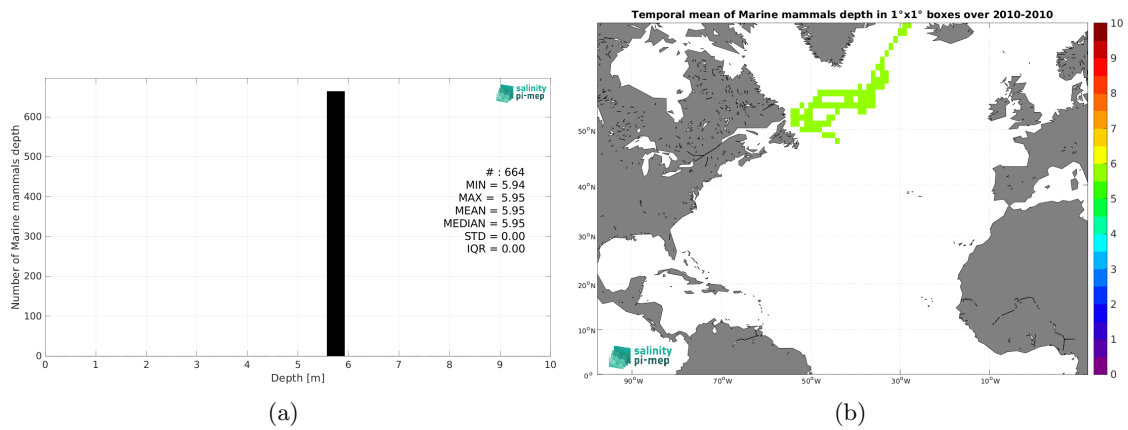 salinity
pi-mep
# : 664
MIN = 5.94
MAX = 5.95
MEAN = 5.95
MEDIAN = 5.95
STD = 0.00
IQR = 0.00
Number of Marine mammals depth
600
500
400
300
200
100
0
0 1 2 3 4 5 6 7 8 9 10
Depth [m]
(a)
Temporal mean of Marine mammals depth in 1°x1° boxes over 2010-2010
50°N
40°N
30°N
20°N
10°N
0°
90°W 70°W 50°W 30°W 10°W
salinity
pi-mep
10
9
8
7
6
5
4
3
2
1
0
(b)